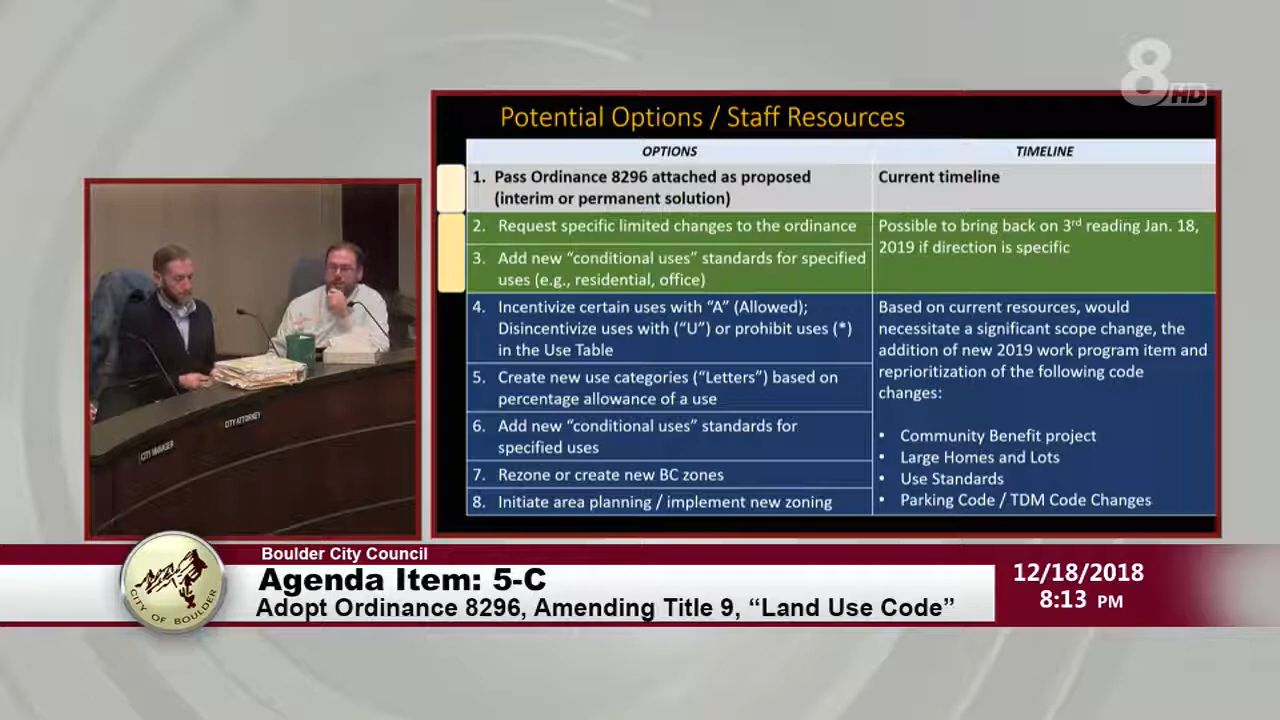 8
HD
Potential Options / Staff Resources
OPTIONS
TIMELINE
1. Pass Ordinance 8296 attached as proposed
(interim or permanent solution)
Current timeline
2. Request specific limited changes to the ordinance
3. Add new “conditional uses” standards for specified
uses (e.g., residential, office)
Possible to bring back on 3rd reading Jan. 18,
2019 if direction is specific
4. Incentivize certain uses with “A” (Allowed);
Disincentivize uses with (“U”) or prohibit uses (*)
in the Use Table
5. Create new use categories (“Letters”) based on
percentage allowance of a use
6. Add new “conditional uses” standards for
specified uses
7. Rezone or create new BC zones
8. Initiate area planning / implement new zoning
Based on current resources, would
necessitate a significant scope change, the
addition of new 2019 work program item and
reprioritization of the following code
changes:
• Community Benefit project
• Large Homes and Lots
• Use Standards
• Parking Code / TDM Code Changes
CITY MANAGER
CITY ATTORNEY
CITY OF BOULDER
Boulder City Council
Agenda Item: 5-C
Adopt Ordinance 8296, Amending Title 9, “Land Use Code”
12/18/2018
8:13 PM